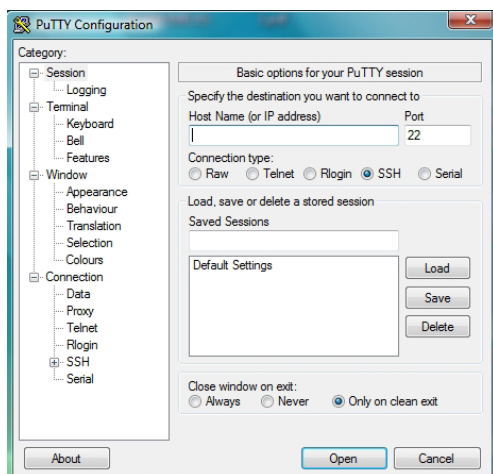 PuTTY Configuration
Category:
Session
Logging
Terminal
Keyboard
Bell
Features
Window
Appearance
Behaviour
Translation
Selection
Colours
Connection
Data
Proxy
Telnet
Rlogin
SSH
Serial
Basic options for your PuTTY session
Specify the destination you want to connect to
Host Name (or IP address) Port
22
Connection type:
Raw Telnet Rlogin SSH Serial
Load, save or delete a stored session
Saved Sessions
Default Settings
Load
Save
Delete
Close window on exit:
Always Never Only on clean exit
About Open Cancel